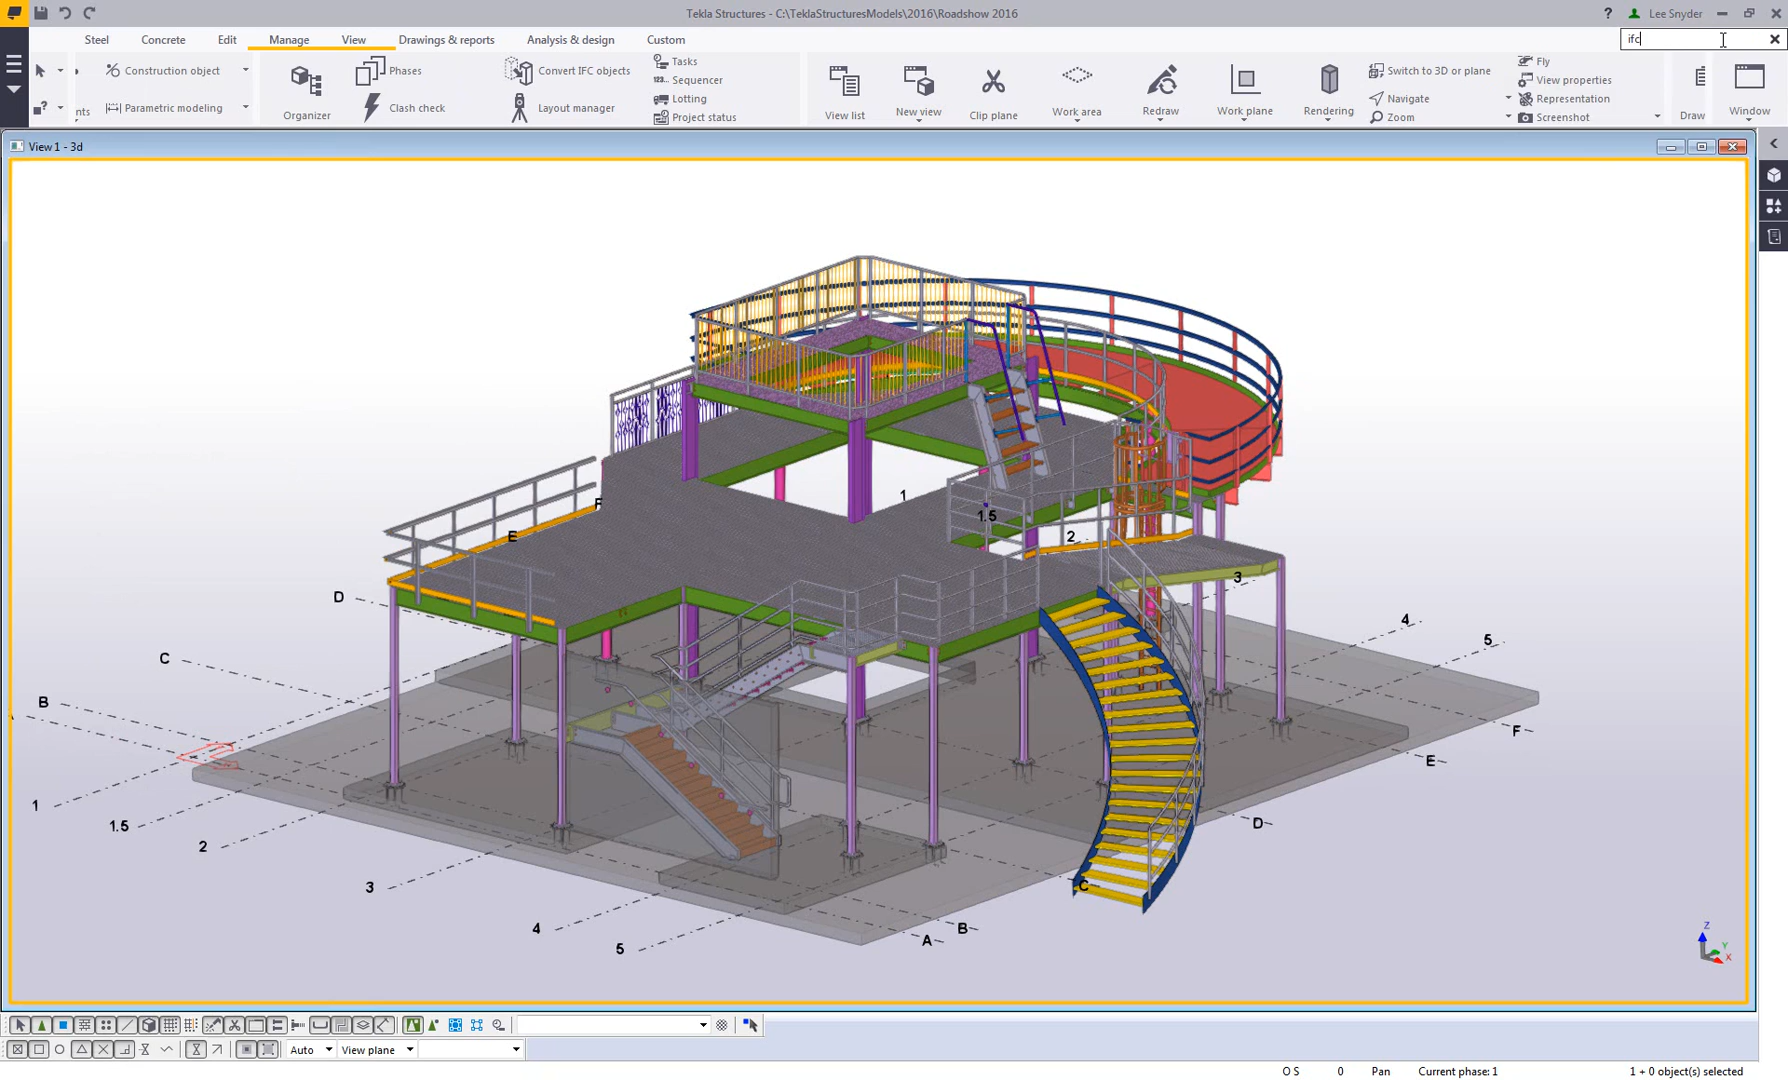 Tekla Structures - C:\TeklaStructuresModels\2016\Roadshow 2016
? Lee Snyder
Steel Concrete Edit Manage View Drawings & reports Analysis & design Custom
ifc
Construction object
Parametric modeling
nts
Organizer
Phases
Clash check
Convert IFC objects
Layout manager
Tasks
Sequencer
Lotting
Project status
View list
New view
Clip plane
Work area
Redraw
Work plane
Rendering
Switch to 3D or plane
Navigate
Zoom
Fly
View properties
Representation
Screenshot
Draw
Window
View 1 - 3d
F
E
D
C
B
1
1.5
2
3
4
5
1
1.5
2
3
4
5
F
E
D
C
B
A
Z
Y
X
Auto
View plane
O S 0 Pan Current phase: 1 1 + 0 object(s) selected